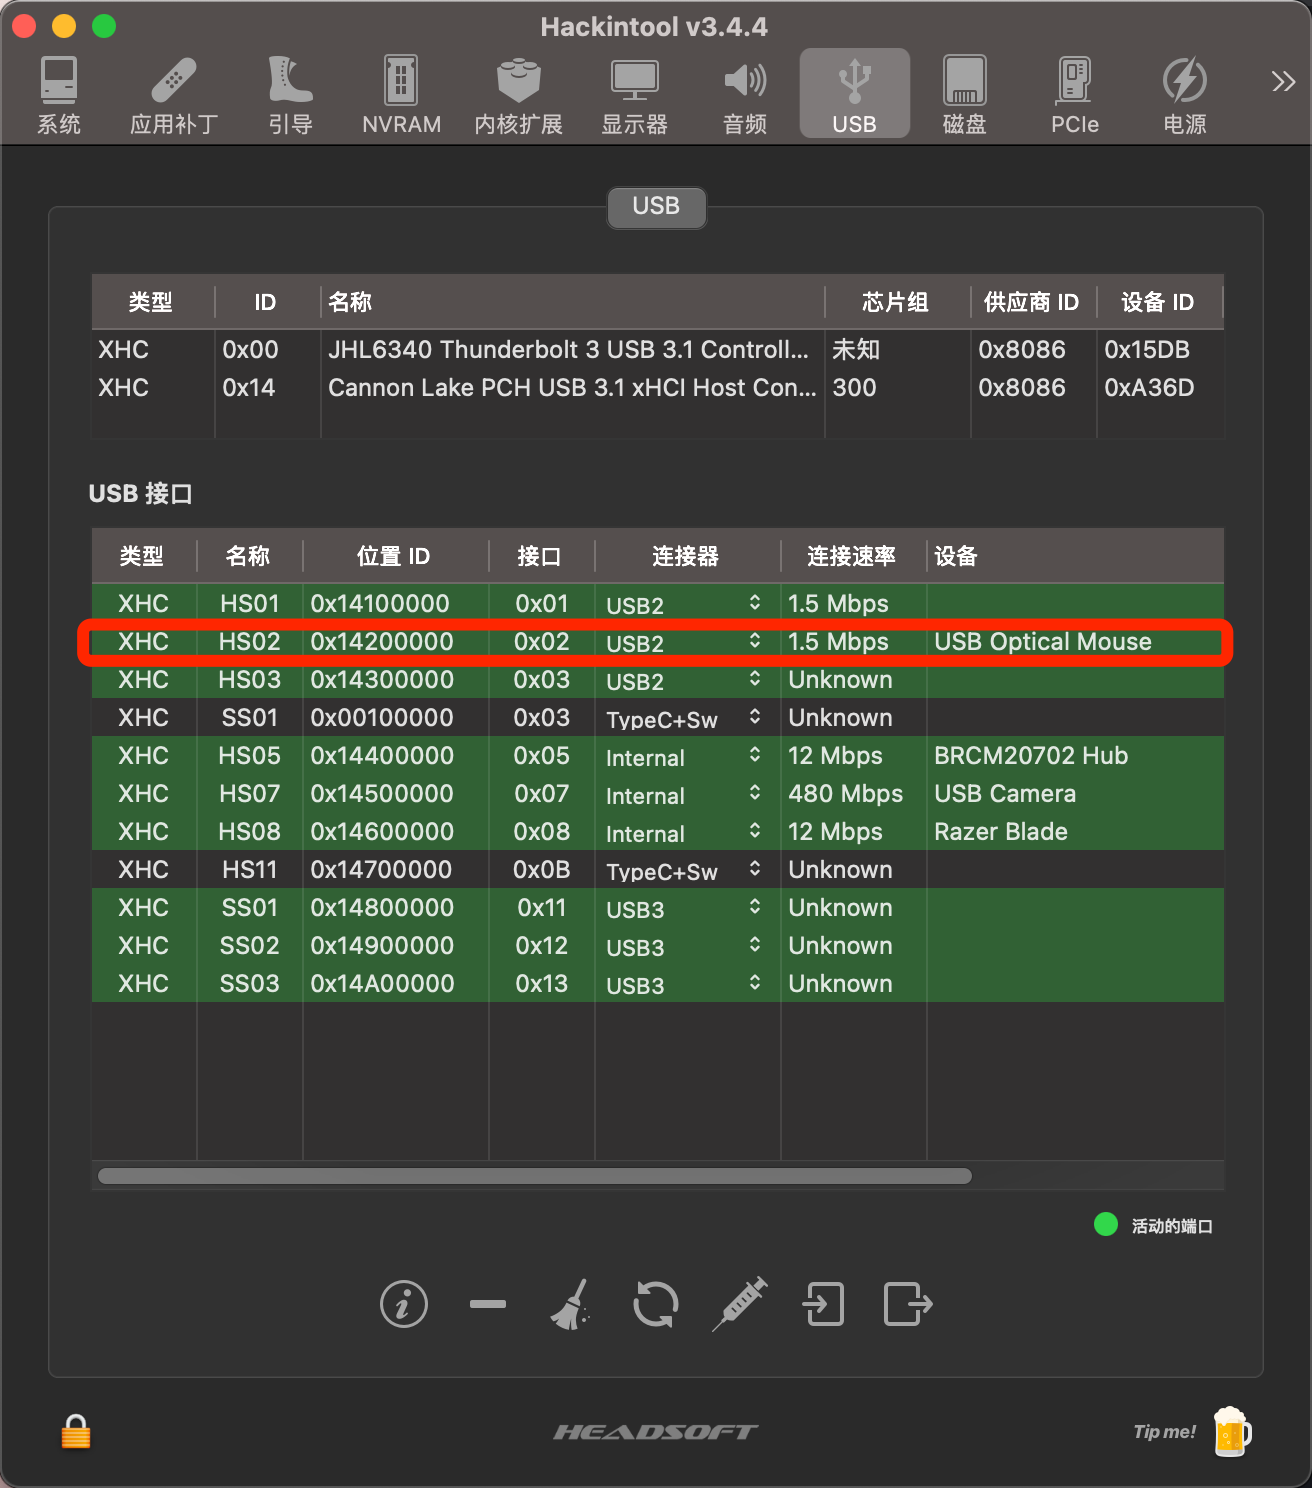 Hackintool v3.4.4
系统 应用补丁 引导 NVRAM 内核扩展 显示器 音频 USB 磁盘 PCIe 电源
USB
类型 ID 名称 芯片组 供应商 ID 设备 ID
XHC 0x00 JHL6340 Thunderbolt 3 USB 3.1 Controll... 未知 0x8086 0x15DB
XHC 0x14 Cannon Lake PCH USB 3.1 xHCI Host Con... 300 0x8086 0xA36D
USB 接口
类型 名称 位置 ID 接口 连接器 连接速率 设备
XHC HS01 0x14100000 0x01 USB2 1.5 Mbps
XHC HS02 0x14200000 0x02 USB2 1.5 Mbps USB Optical Mouse
XHC HS03 0x14300000 0x03 USB2 Unknown
XHC SS01 0x00100000 0x03 TypeC+Sw Unknown
XHC HS05 0x14400000 0x05 Internal 12 Mbps BRCM20702 Hub
XHC HS07 0x14500000 0x07 Internal 480 Mbps USB Camera
XHC HS08 0x14600000 0x08 Internal 12 Mbps Razer Blade
XHC HS11 0x14700000 0x0B TypeC+Sw Unknown
XHC SS01 0x14800000 0x11 USB3 Unknown
XHC SS02 0x14900000 0x12 USB3 Unknown
XHC SS03 0x14A00000 0x13 USB3 Unknown
活动的端口
HEADSOFT
Tip me!